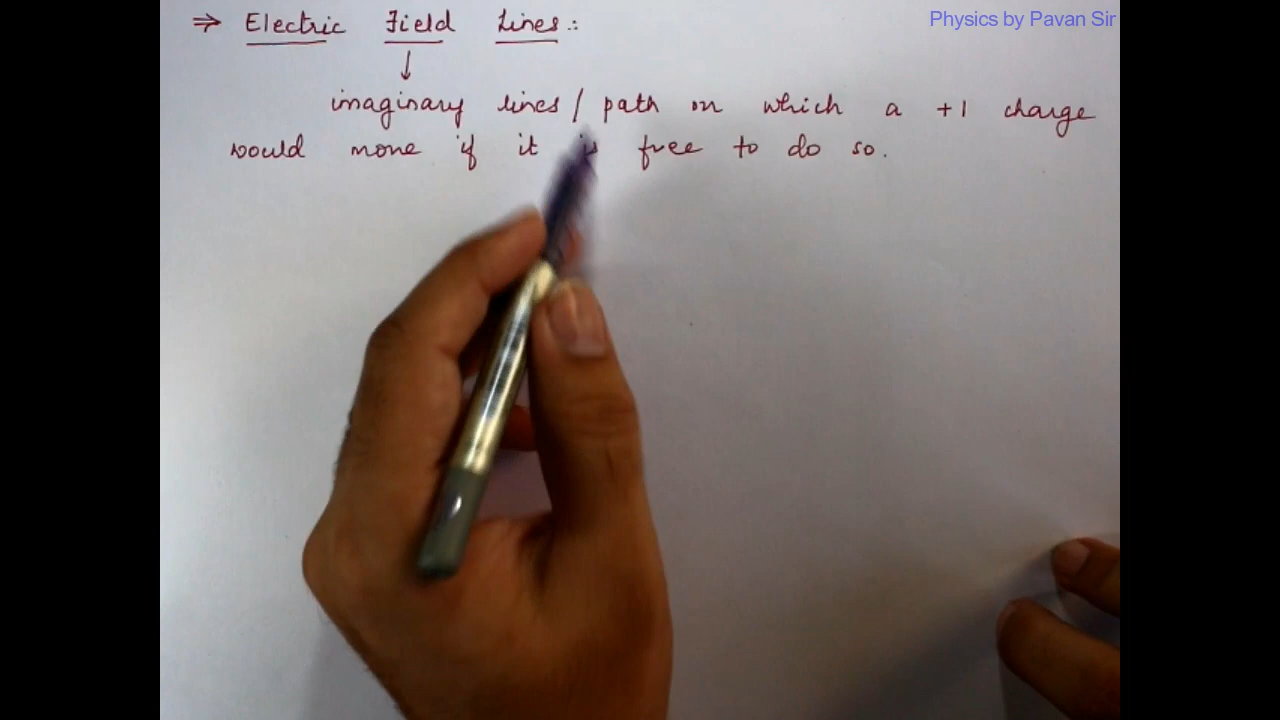 Physics by Pavan Sir
⇒ Electric Field Lines :-
↓
imaginary lines / path on which a +1 charge
would move if it is free to do so.